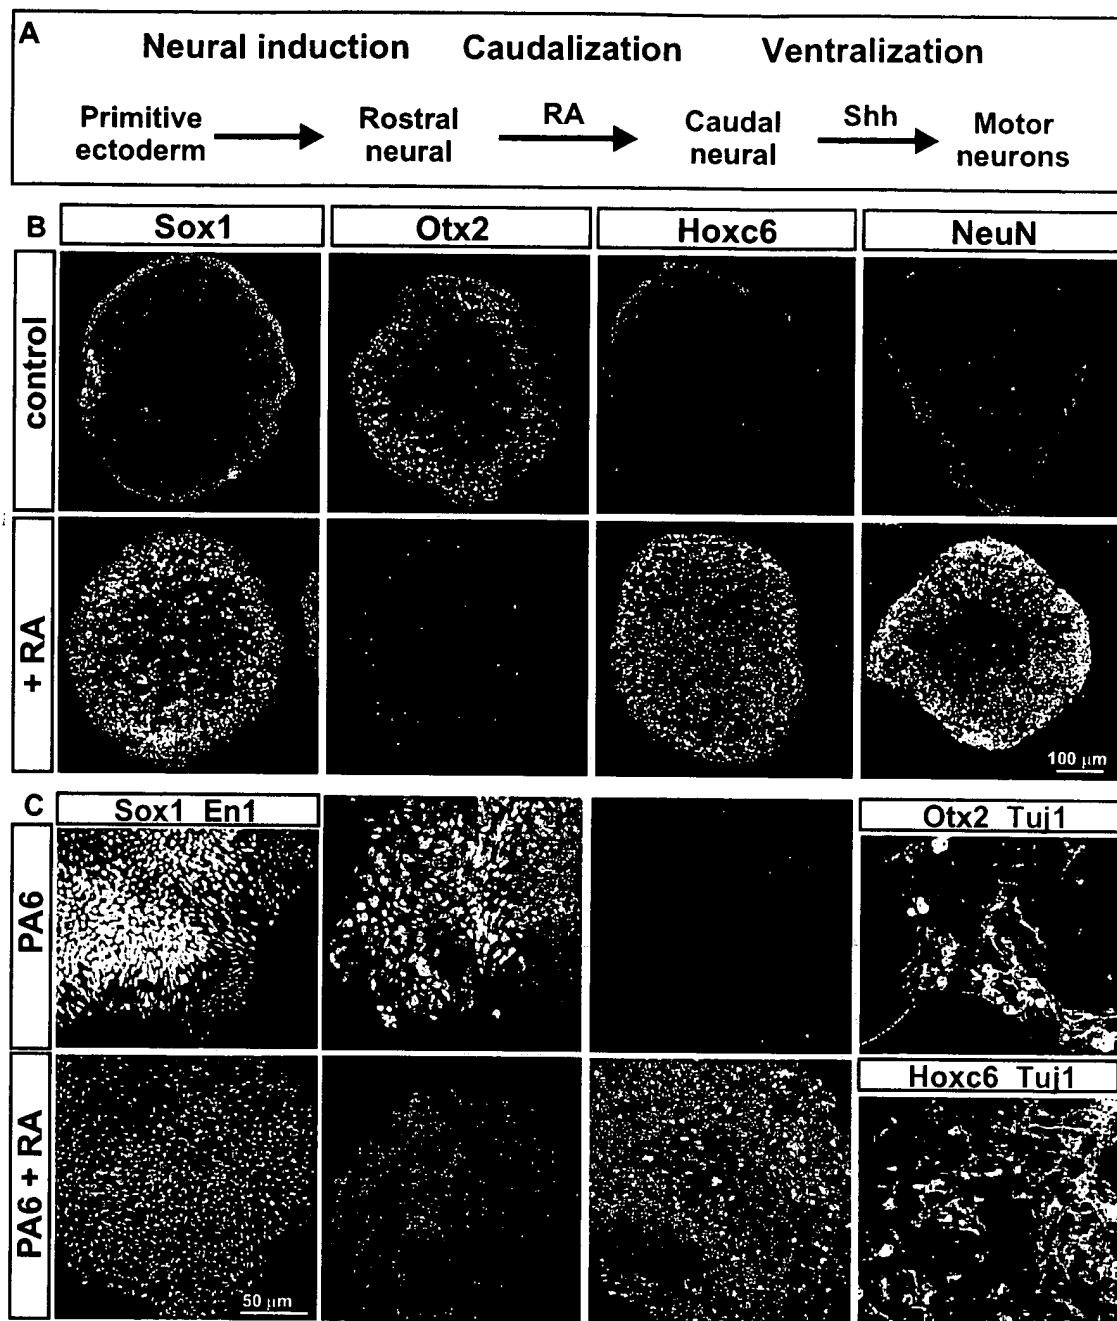 A
Neural induction Caudalization Ventralization
Primitive ectoderm
Rostral neural
RA
Caudal neural
Shh
Motor neurons
B
Sox1 Otx2 Hoxc6 NeuN
control
+ RA
100 µm
C
Sox1 En1
Otx2 Tuj1
PA6
Hoxc6 Tuj1
PA6 + RA
50 µm